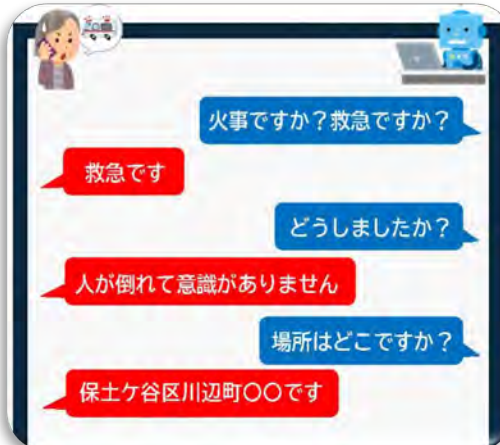 火事ですか？救急ですか？
救急です
どうしましたか？
人が倒れて意識がありません
場所はどこですか？
保土ケ谷区川辺町〇〇です